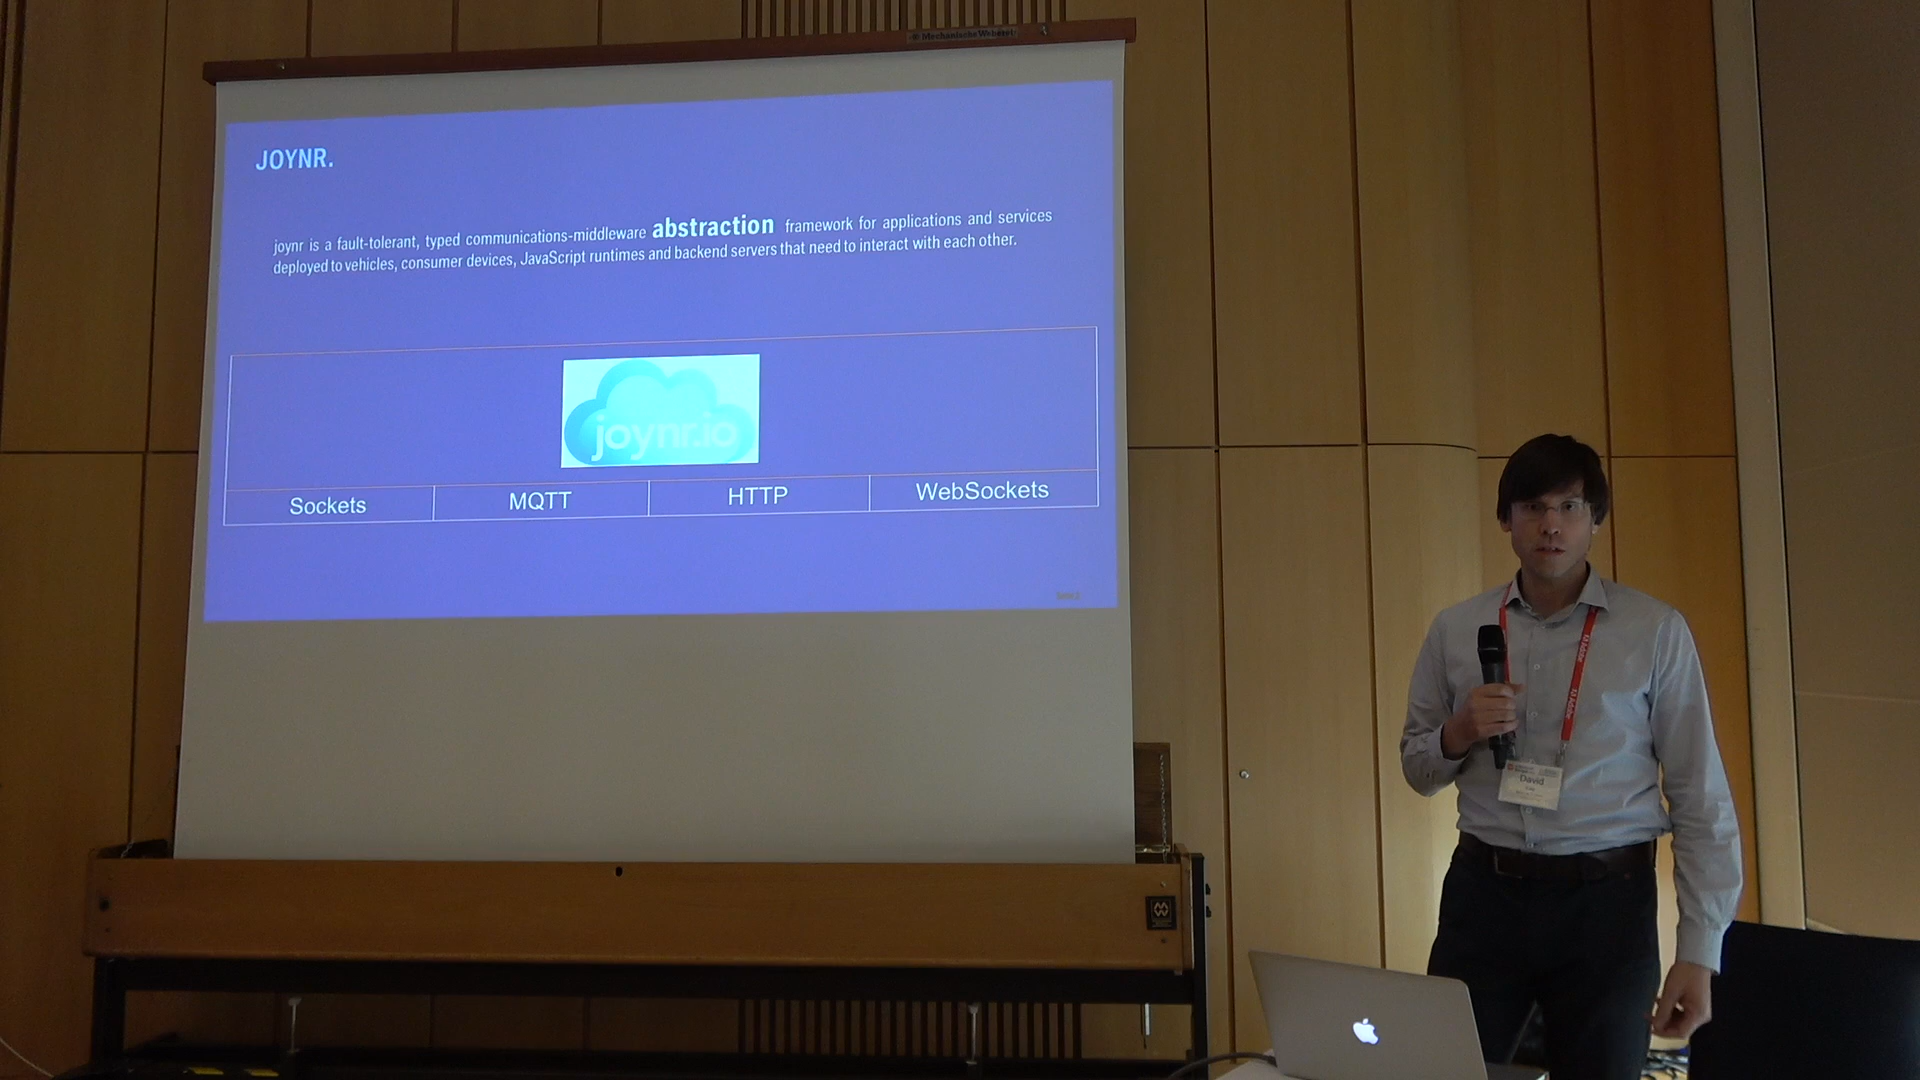 Mechanische Weberei
JOYNR.
joynr is a fault-tolerant, typed communications-middleware abstraction framework for applications and services
deployed to vehicles, consumer devices, JavaScript runtimes and backend servers that need to interact with each other.
joynr.io
Sockets MQTT HTTP WebSockets
David